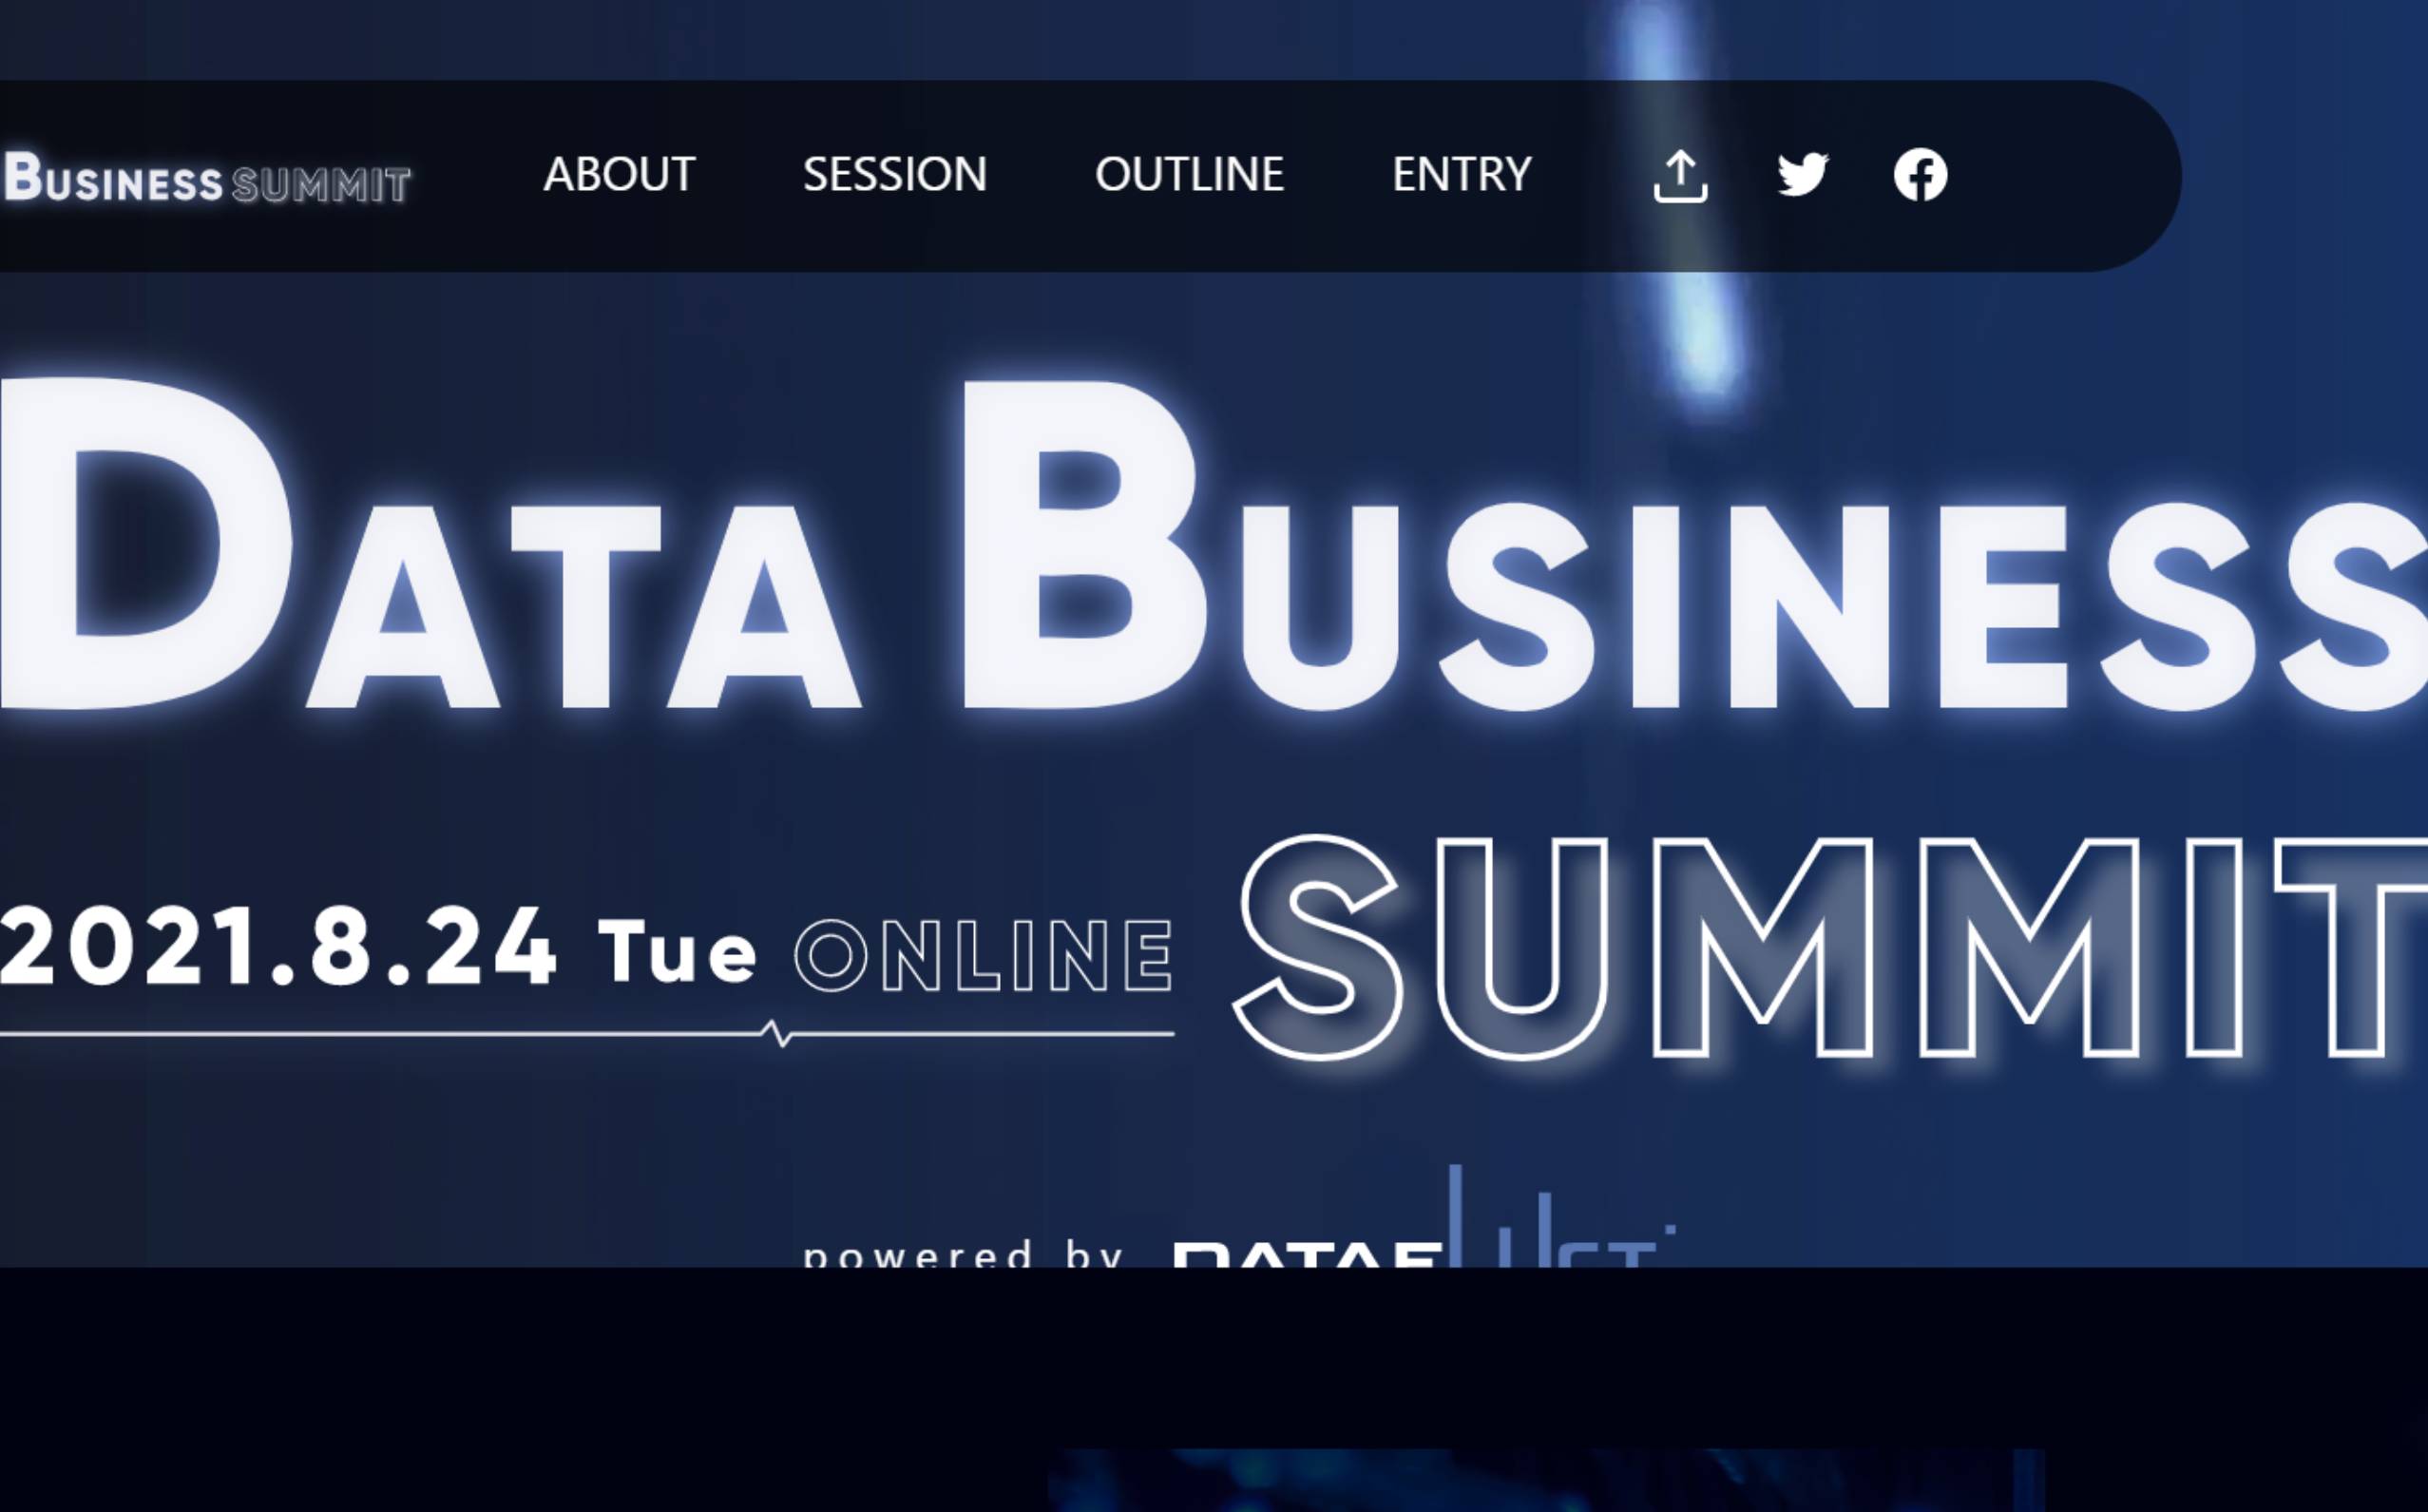 BUSINESS SUMMIT ABOUT SESSION OUTLINE ENTRY
DATA BUSINESS
SUMMIT
2021.8.24 Tue ONLINE
powered by